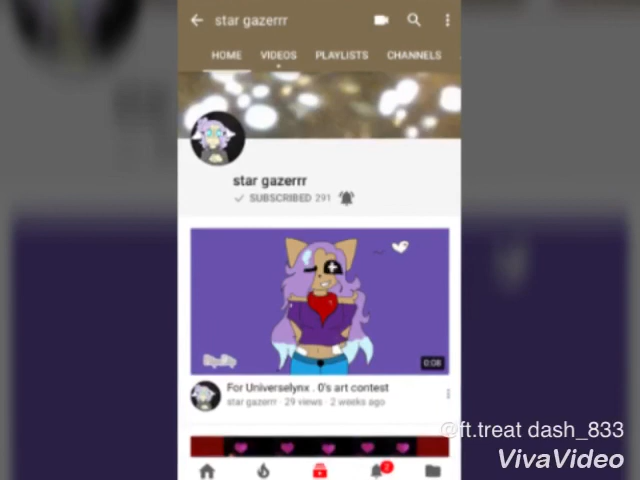 star gazerrr
HOME VIDEOS PLAYLISTS CHANNELS
star gazerrr
SUBSCRIBED 291
0:08
For Universelynx . 0's art contest
star gazerrr · 29 views · 2 weeks ago
2
@ft.treat dash_833
VivaVideo